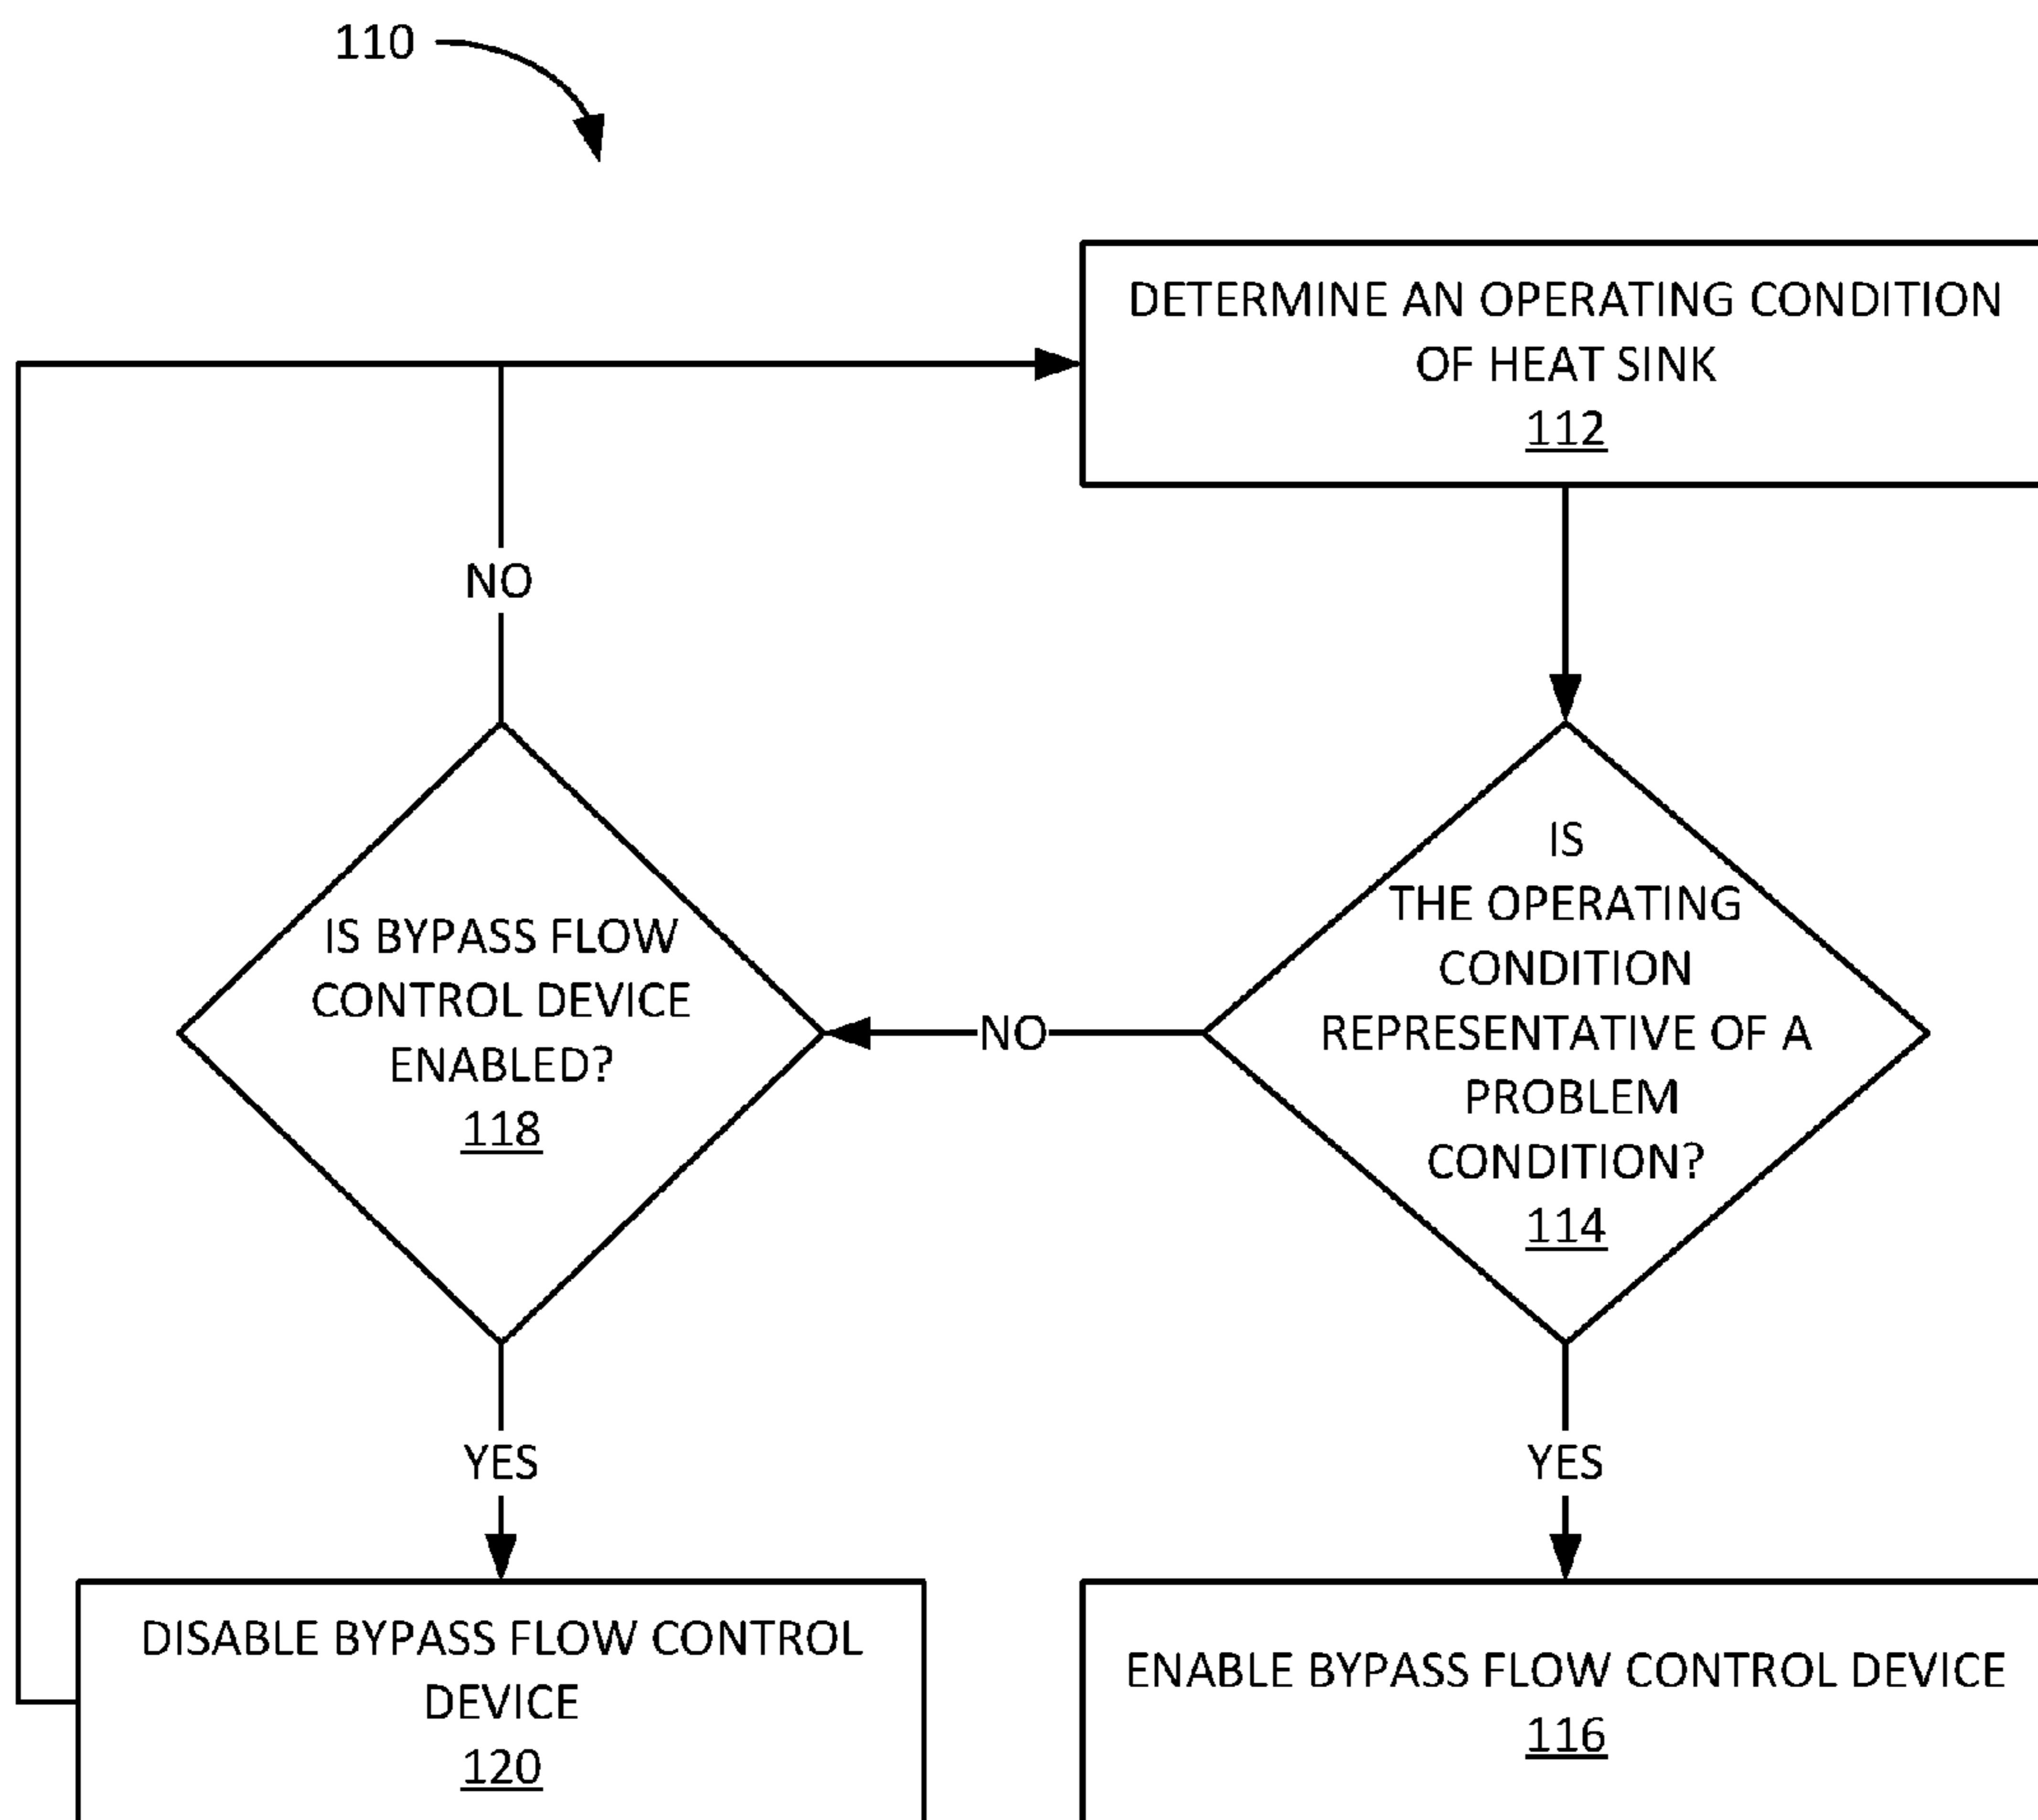 110
DETERMINE AN OPERATING CONDITION
OF HEAT SINK
112
NO
IS
THE OPERATING
CONDITION
REPRESENTATIVE OF A
PROBLEM
CONDITION?
114
NO
IS BYPASS FLOW
CONTROL DEVICE
ENABLED?
118
YES
YES
DISABLE BYPASS FLOW CONTROL
DEVICE
120
ENABLE BYPASS FLOW CONTROL DEVICE
116